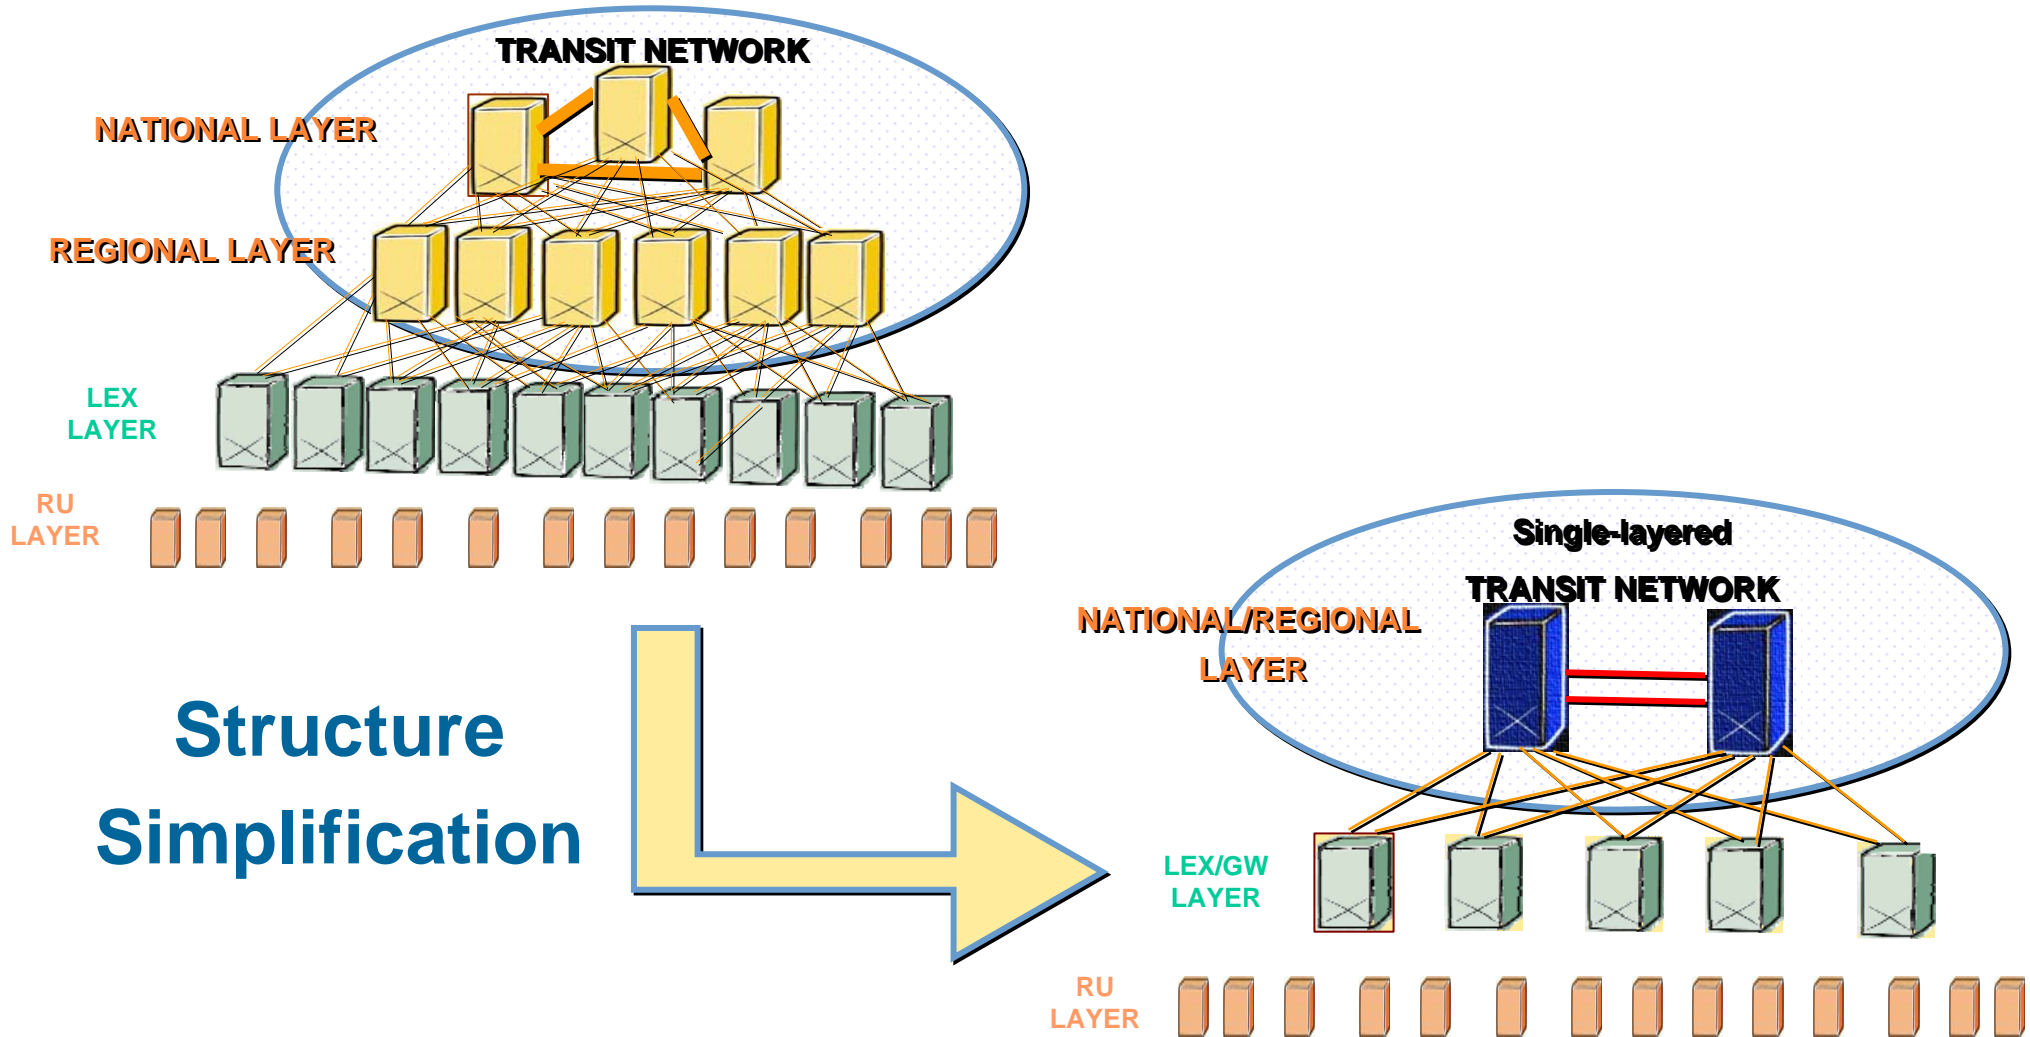 TRANSIT NETWORK
NATIONAL LAYER
REGIONAL LAYER
LEX
LAYER
RU
LAYER
Structure
Simplification
Single-layered
TRANSIT NETWORK
NATIONAL/REGIONAL
LAYER
LEX/GW
LAYER
RU
LAYER